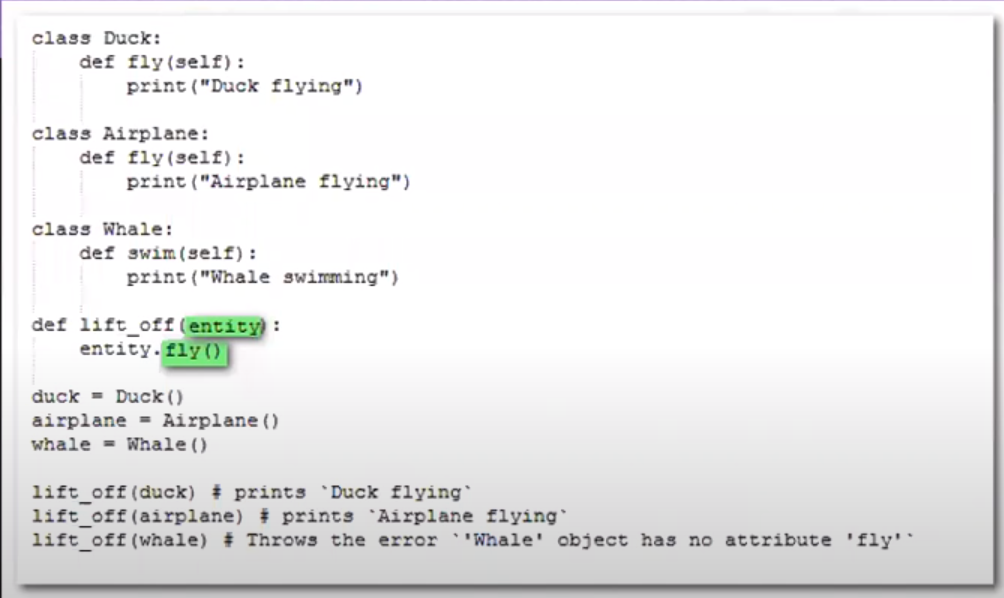 class Duck:
    def fly(self):
        print("Duck flying")
class Airplane:
    def fly(self):
        print("Airplane flying")
class Whale:
    def swim(self):
        print("Whale swimming")
def lift_off(entity):
    entity.fly()
duck = Duck()
airplane = Airplane()
whale = Whale()
lift_off(duck) # prints `Duck flying`
lift_off(airplane) # prints `Airplane flying`
lift_off(whale) # Throws the error `'Whale' object has no attribute 'fly'`